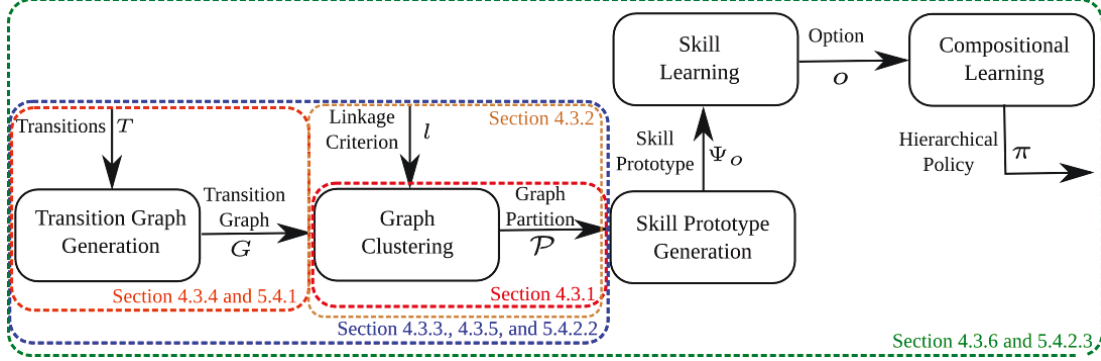 Transitions T
Transition Graph
Generation
Transition
Graph
G
Section 4.3.4 and 5.4.1
Linkage
Criterion
l
Section 4.3.2
Graph
Clustering
Graph
Partition
P
Section 4.3.1
Section 4.3.3., 4.3.5, and 5.4.2.2
Skill Prototype
Generation
Skill
Prototype
Ψ_O
Skill
Learning
Option
o
Compositional
Learning
Hierarchical
Policy
π
Section 4.3.6 and 5.4.2.3